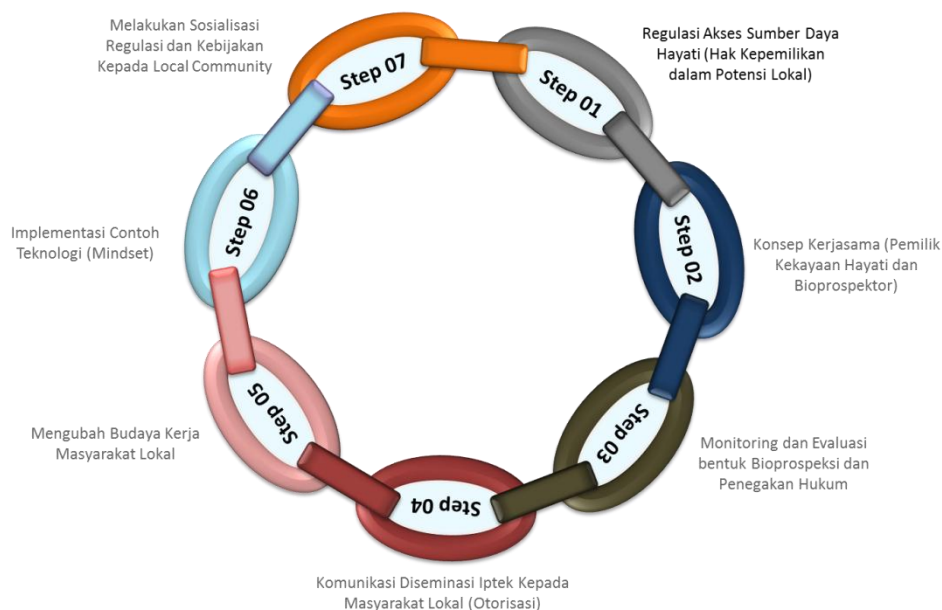 Step 01
Regulasi Akses Sumber Daya
Hayati (Hak Kepemilikan
dalam Potensi Lokal)
Step 02
Konsep Kerjasama (Pemilik
Kekayaan Hayati dan
Bioprospektor)
Step 03
Monitoring dan Evaluasi
bentuk Bioprospeksi dan
Penegakan Hukum
Step 04
Komunikasi Diseminasi Iptek Kepada
Masyarakat Lokal (Otorisasi)
Step 05
Mengubah Budaya Kerja
Masyarakat Lokal
Step 06
Implementasi Contoh
Teknologi (Mindset)
Step 07
Melakukan Sosialisasi
Regulasi dan Kebijakan
Kepada Local Community